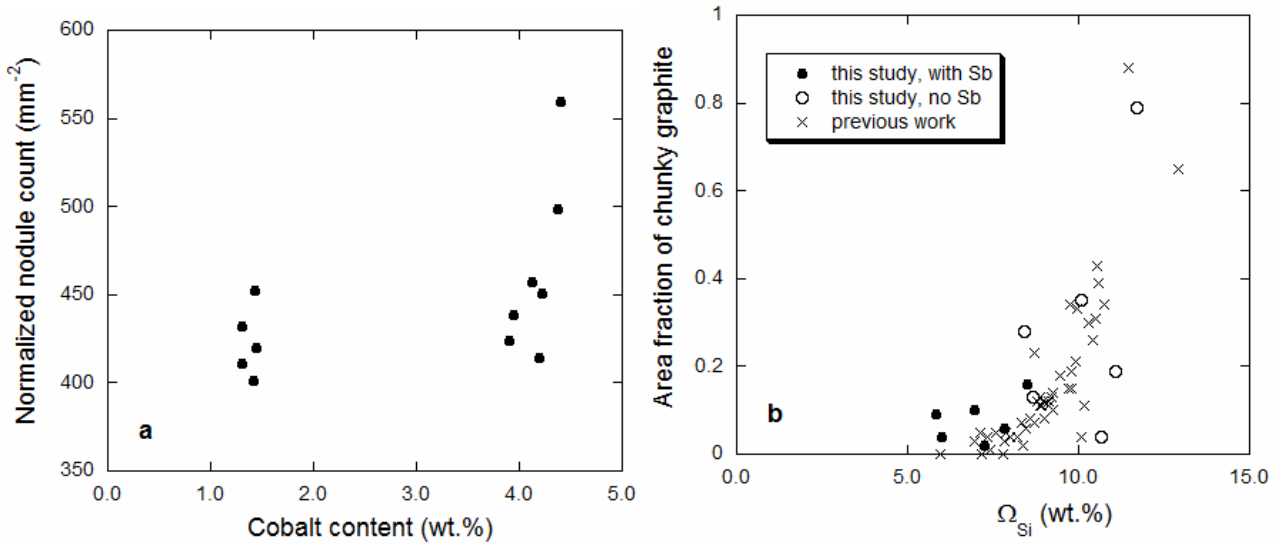 600
550
500
450
400
350
Normalized nodule count (mm⁻²)
a
0.0 1.0 2.0 3.0 4.0 5.0
Cobalt content (wt.%)
1
0.8
0.6
0.4
0.2
0
Area fraction of chunky graphite
this study, with Sb
this study, no Sb
previous work
b
0.0 5.0 10.0 15.0
Ω_Si (wt.%)